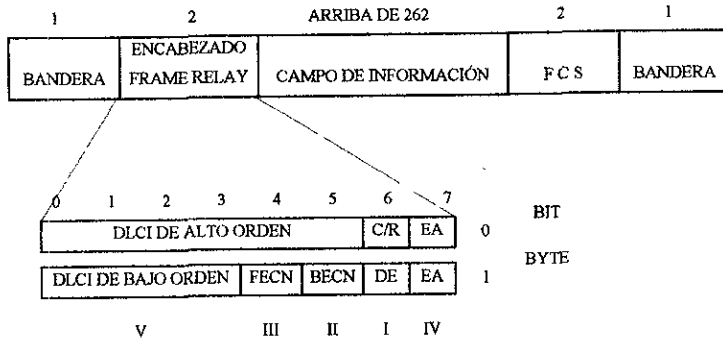 1 2 ARRIBA DE 262 2 1
BANDERA ENCABEZADO FRAME RELAY CAMPO DE INFORMACIÓN F C S BANDERA
0 1 2 3 4 5 6 7
BIT
DLCI DE ALTO ORDEN C/R EA 0
BYTE
DLCI DE BAJO ORDEN FECN BECN DE EA 1
V III II I IV